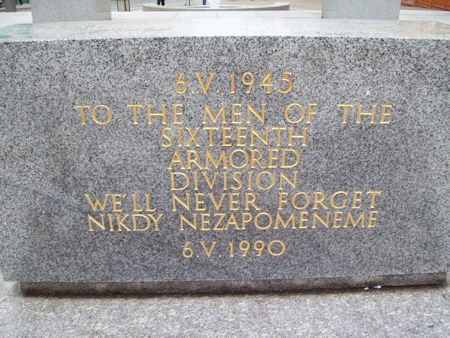 6.V.1945
TO THE MEN OF THE
SIXTEENTH
ARMORED
DIVISION
WE'LL NEVER FORGET
NIKDY NEZAPOMENEME
6.V.1990